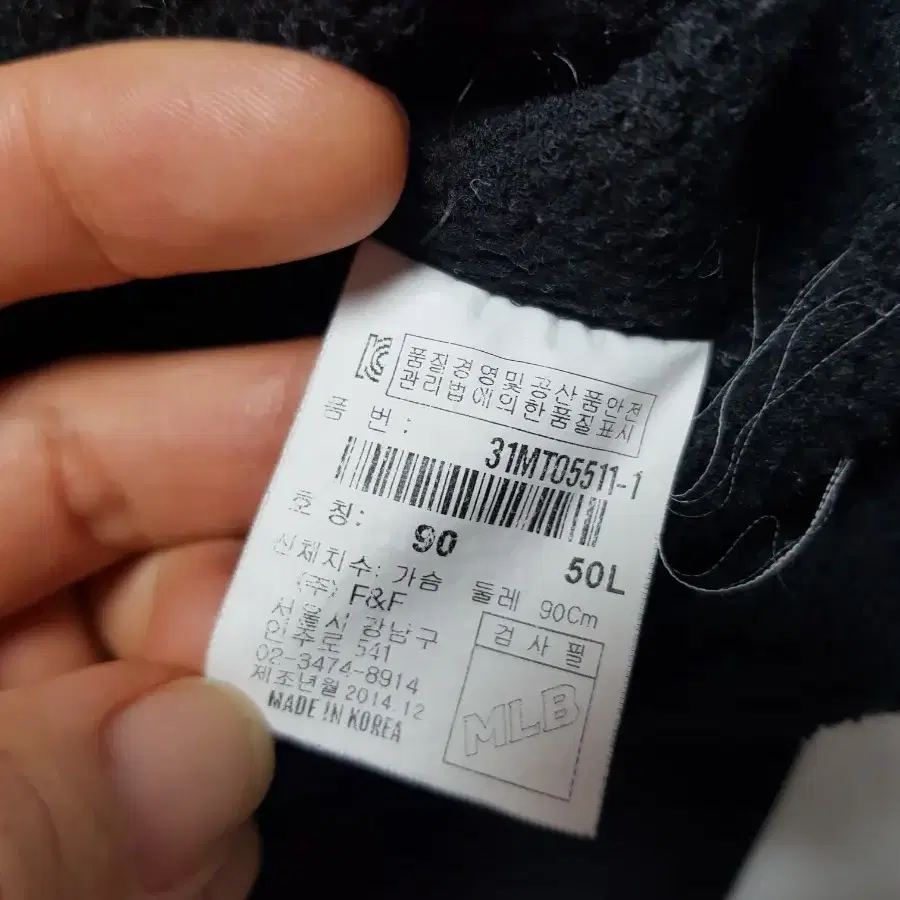 품질경영및공산품안전
관리법에의한품질표시
품 번 :
31MT05511-1
호 칭:
90
50L
신체치수: 가슴 둘레 90Cm
(주) F&F
서울시 강남구
언주로 541
02-3474-8914
제조년월 2014.12
MADE IN KOREA
검 사 필
MLB